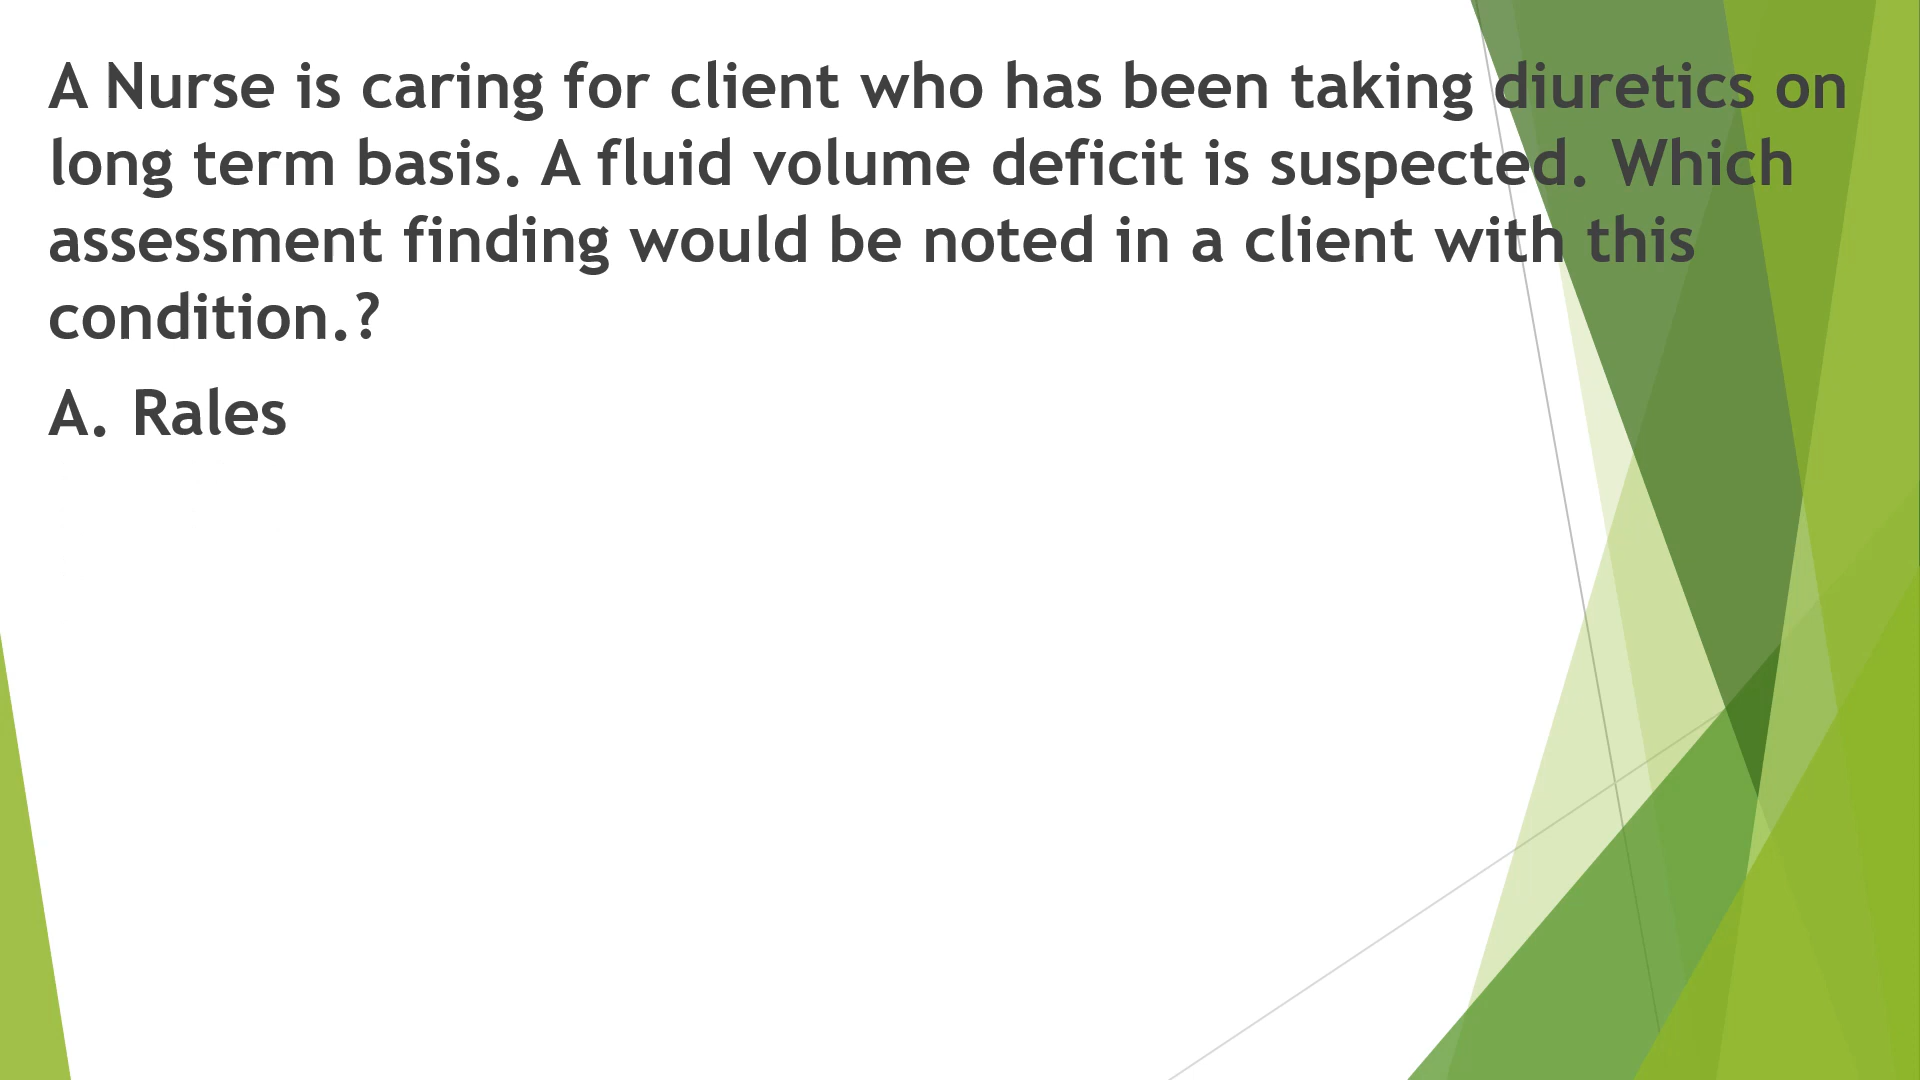 A Nurse is caring for client who has been taking diuretics on
long term basis. A fluid volume deficit is suspected. Which
assessment finding would be noted in a client with this
condition.?
A. Rales